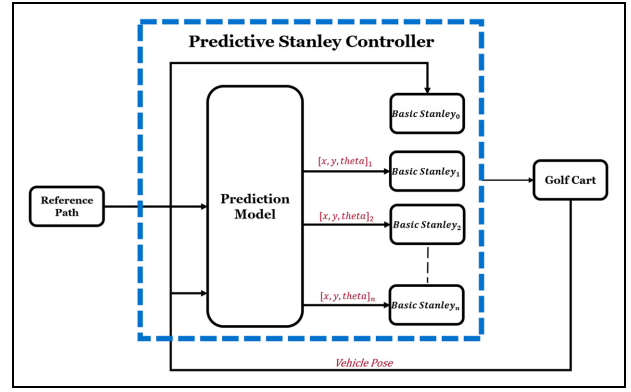 Predictive Stanley Controller
Basic Stanley₀
[x, y, theta]₁
Basic Stanley₁
Golf Cart
Reference
Path
Prediction
Model
[x, y, theta]₂
Basic Stanley₂
[x, y, theta]ₙ
Basic Stanleyₙ
Vehicle Pose